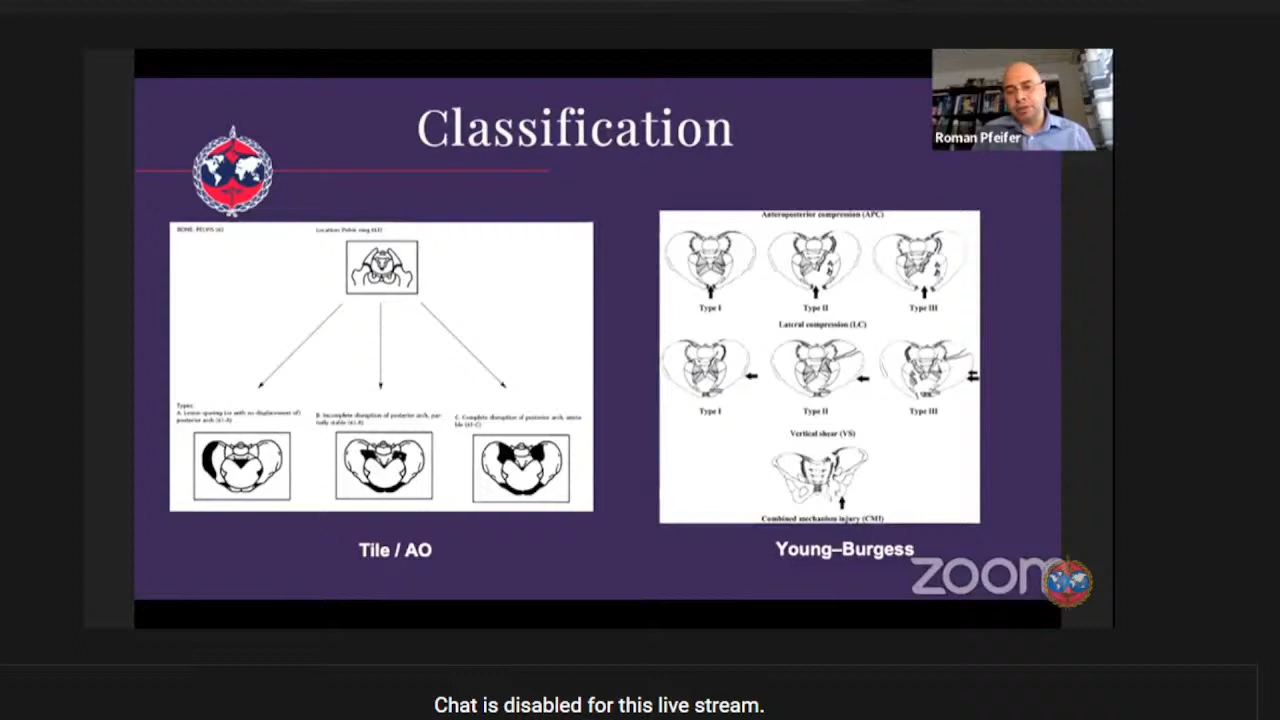 Classification
Roman Pfeifer
BONE: PELVIS (6)
Location: Pelvic ring (61)
Types:
A. Lesion sparing (or with no displacement of)
posterior arch (61-A)
B. Incomplete disruption of posterior arch, par-
tially stable (61-B)
C. Complete disruption of posterior arch, unsta-
ble (61-C)
Tile / AO
Anteroposterior compression (APC)
Type I
Type II
Type III
Lateral compression (LC)
Type I
Type II
Type III
Vertical shear (VS)
Combined mechanism injury (CMI)
Young–Burgess
zoom
Chat is disabled for this live stream.